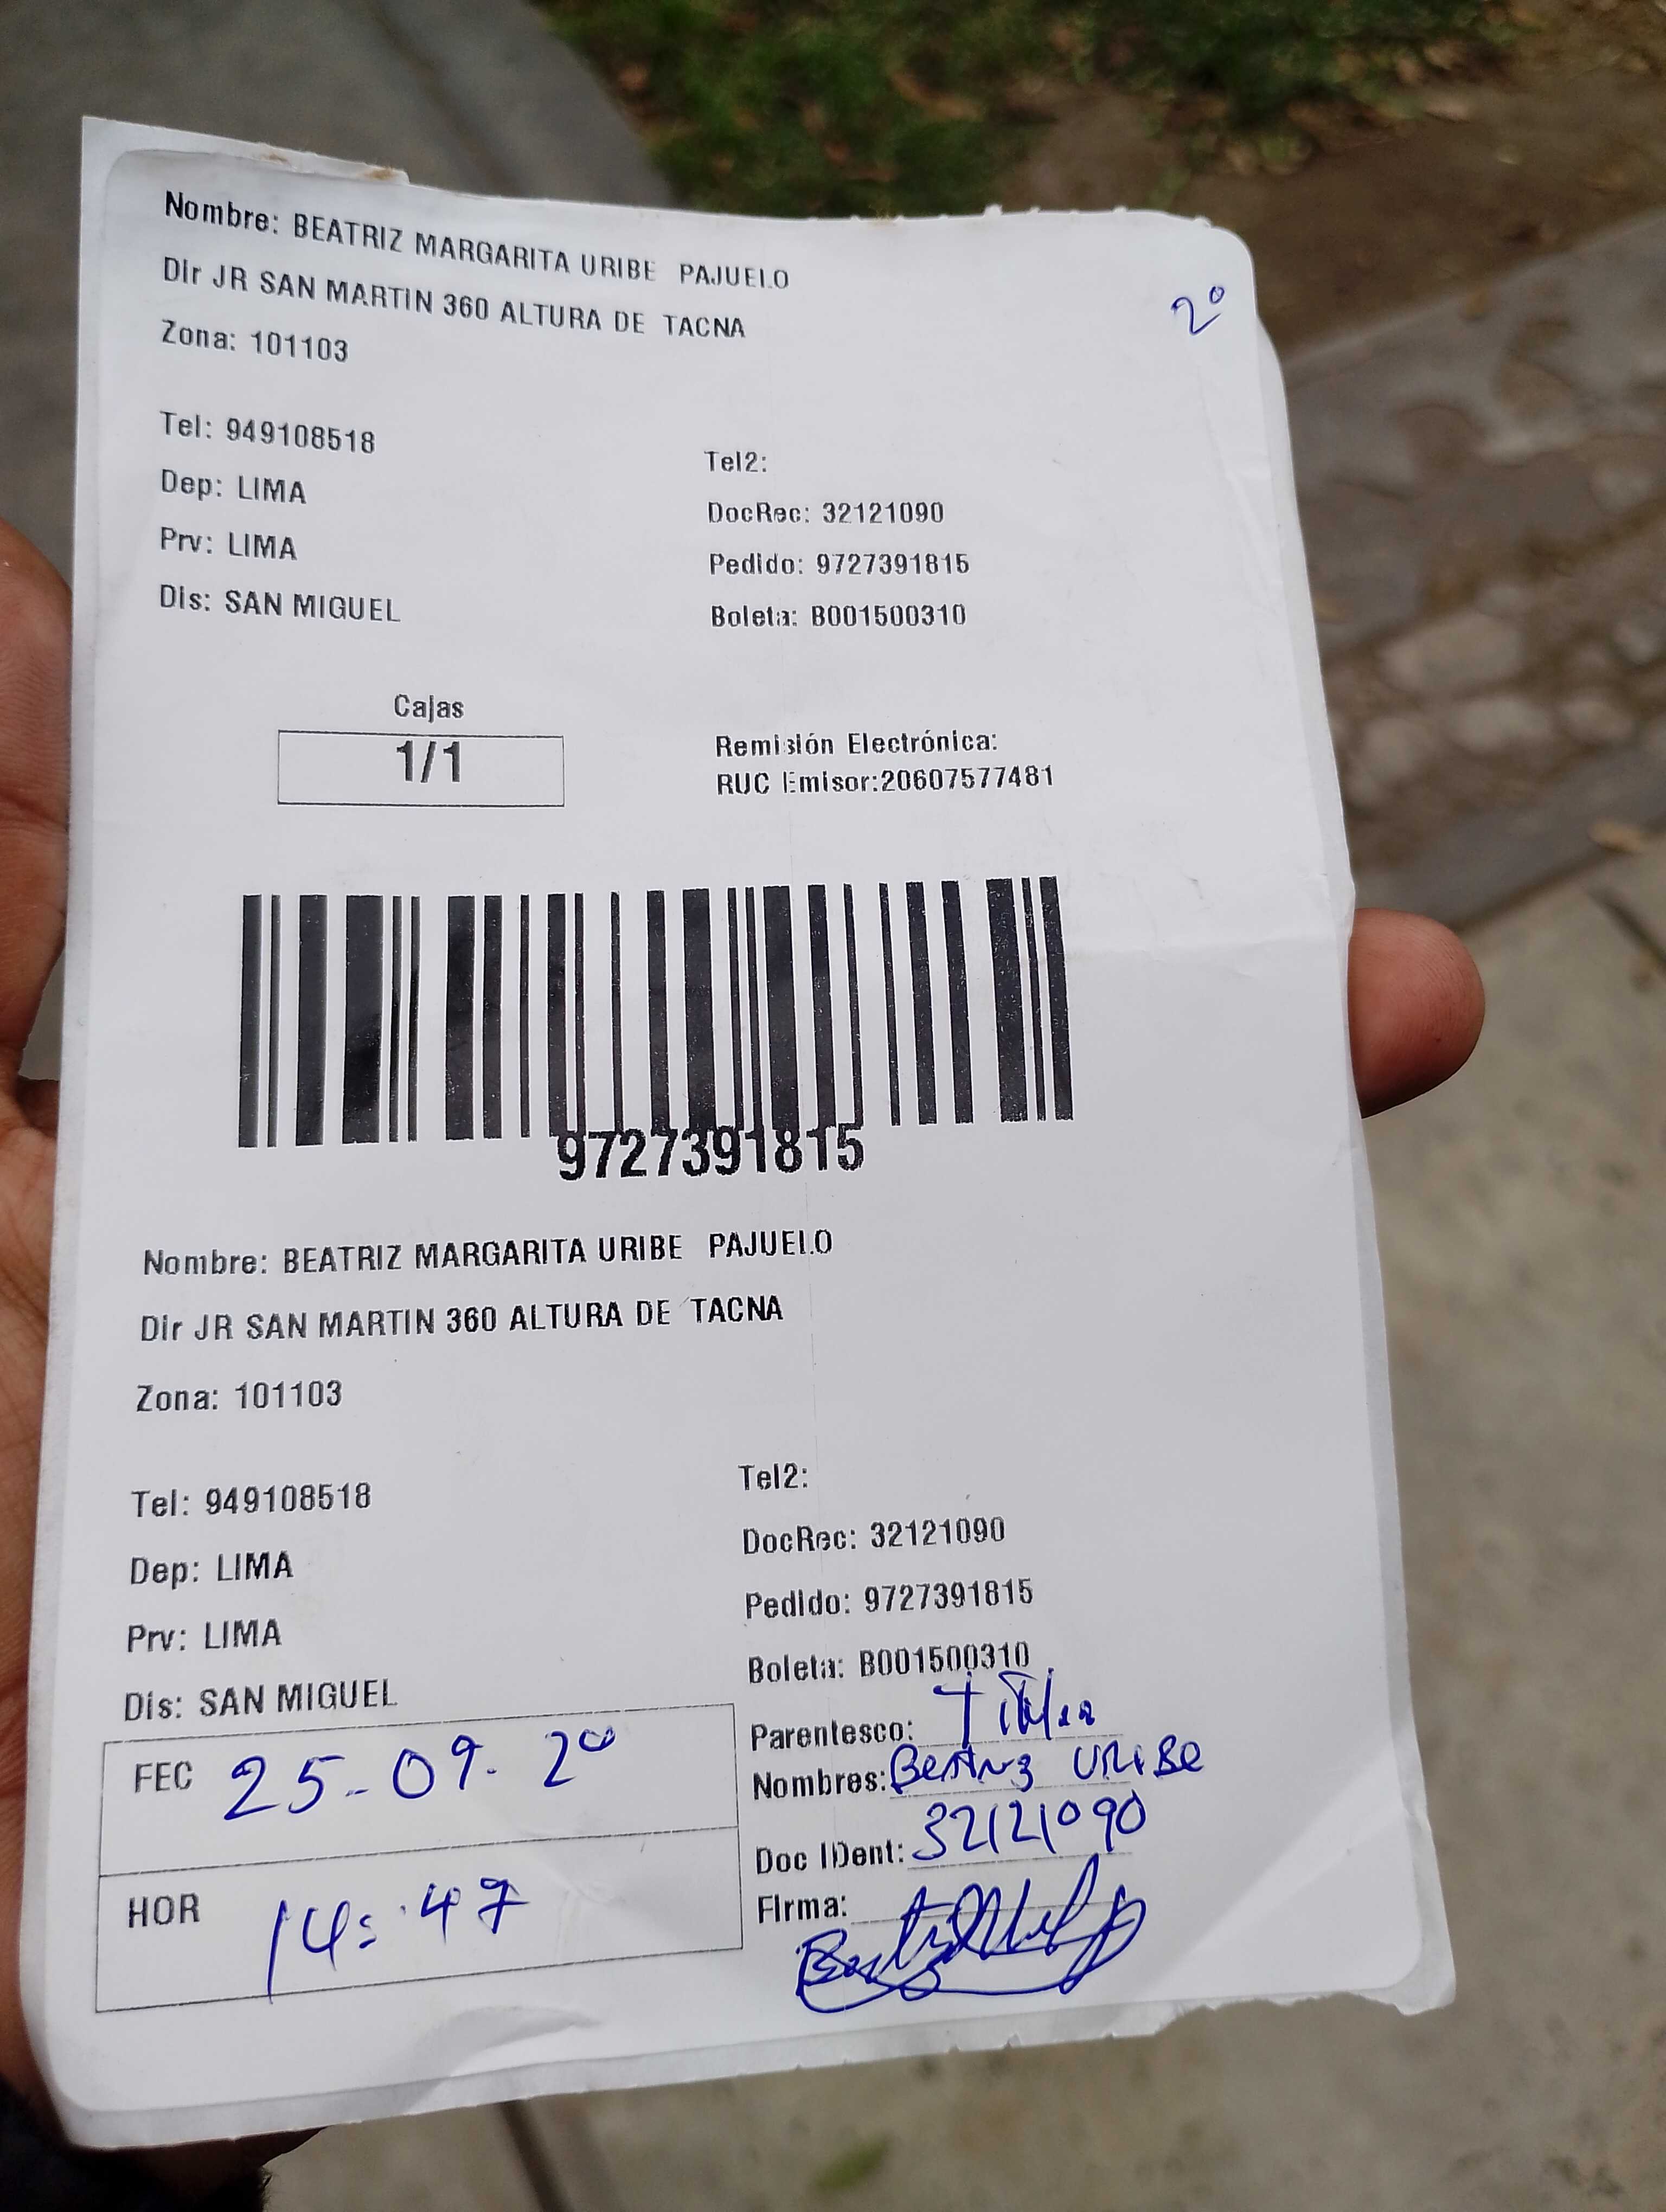 Nombre: BEATRIZ MARGARITA URIBE PAJUELO
Dir JR SAN MARTIN 360 ALTURA DE TACNA
2º
Zona: 101103
Tel: 949108518
Tel2:
Dep: LIMA
DocRec: 32121090
Prv: LIMA
Pedido: 9727391815
Dis: SAN MIGUEL
Boleta: B001500310
Cajas
1/1
Remisión Electrónica:
RUC Emisor:20607577481
9727391815
Nombre: BEATRIZ MARGARITA URIBE PAJUELO
Dir JR SAN MARTIN 360 ALTURA DE TACNA
Zona: 101103
Tel: 949108518
Tel2:
Dep: LIMA
DocRec: 32121090
Prv: LIMA
Pedido: 9727391815
Dis: SAN MIGUEL
Boleta: B001500310
FEC 25-09-20
HOR 14:47
Parentesco:
Nombres: Beatriz URiBe
Doc IDent: 32121090
Firma: